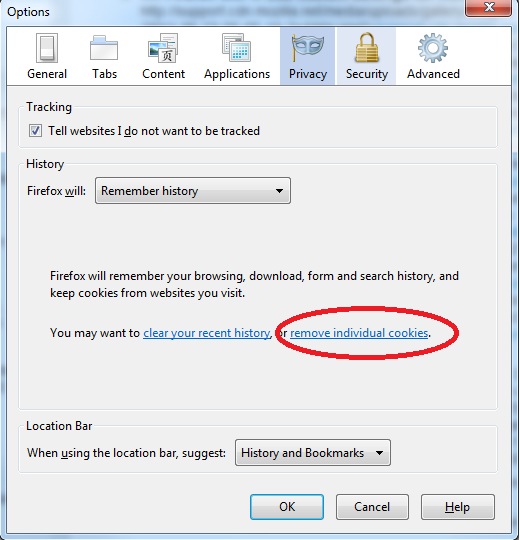 Options
General Tabs Content Applications Privacy Security Advanced
Tracking
Tell websites I do not want to be tracked
History
Firefox will: Remember history
Firefox will remember your browsing, download, form and search history, and
keep cookies from websites you visit.
You may want to clear your recent history, or remove individual cookies.
Location Bar
When using the location bar, suggest: History and Bookmarks
OK Cancel Help